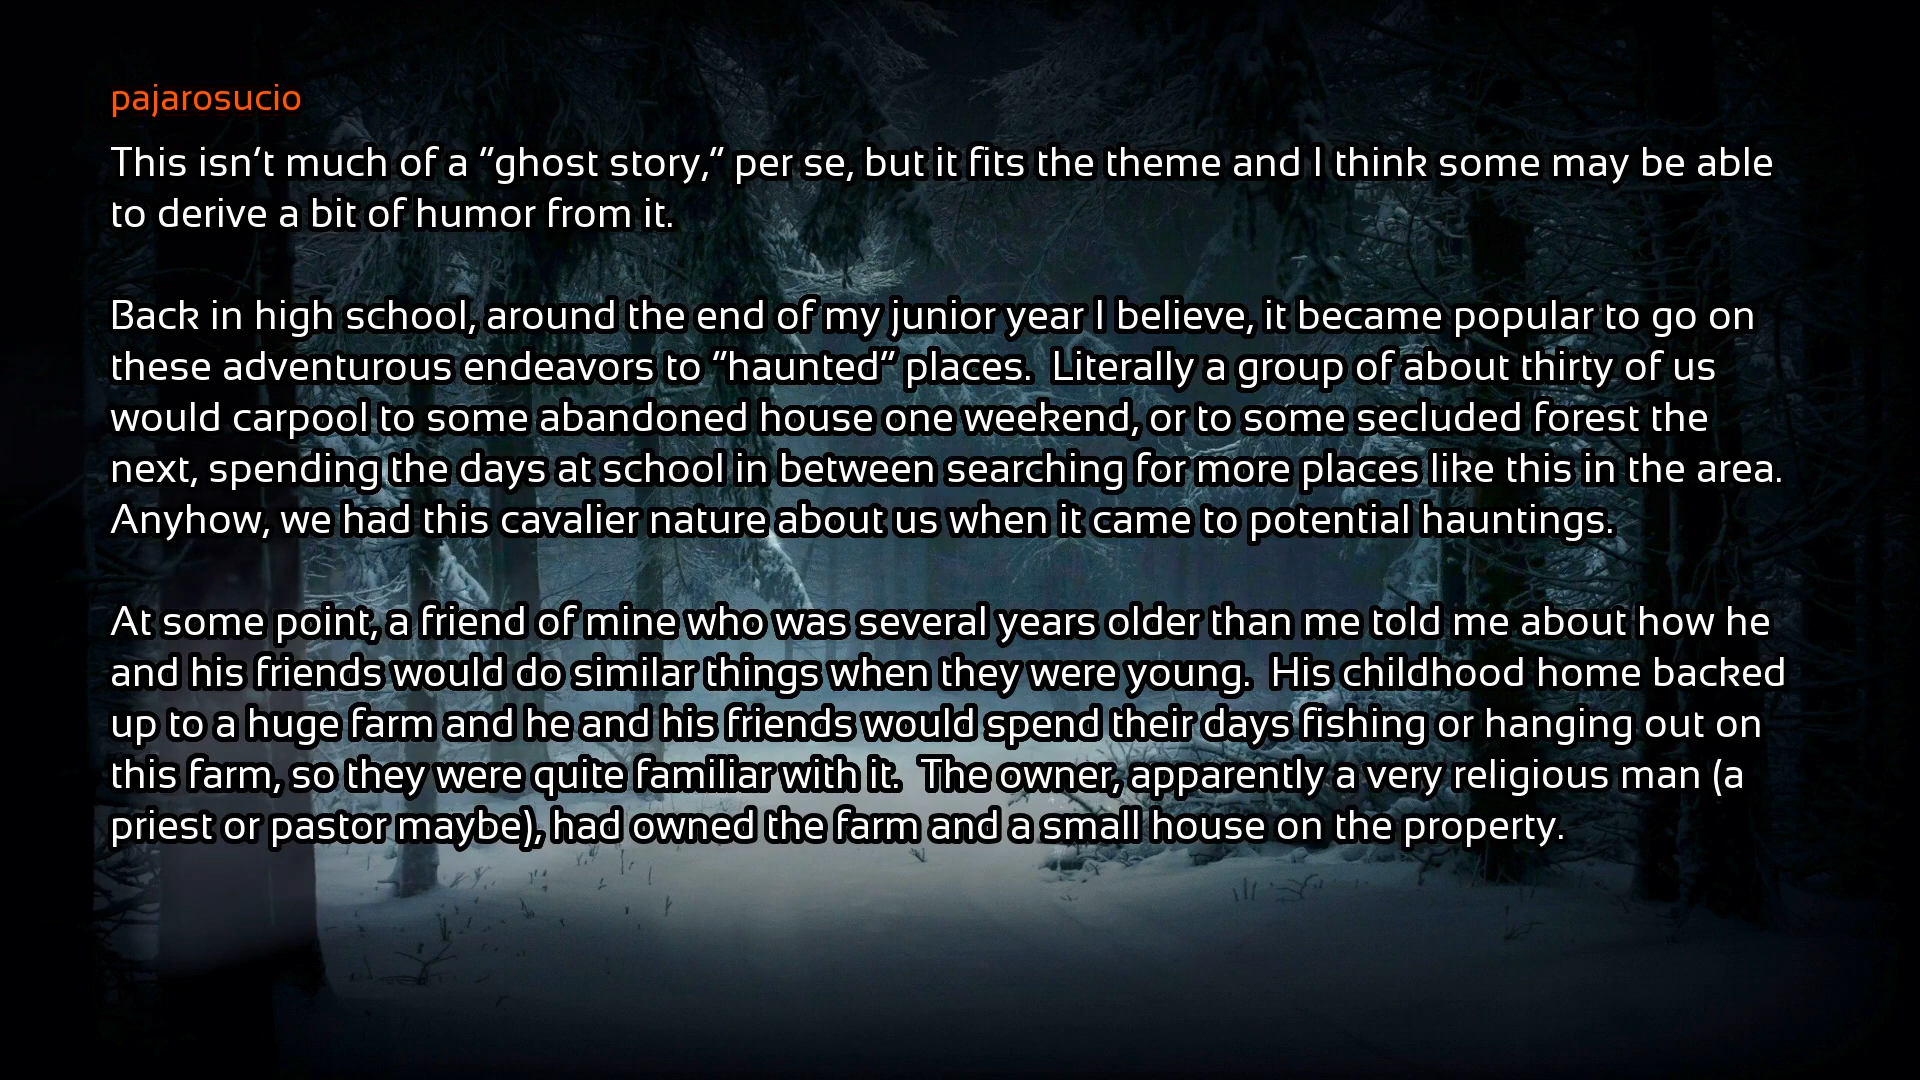 pajarosucio
This isn't much of a "ghost story," per se, but it fits the theme and I think some may be able
to derive a bit of humor from it.
Back in high school, around the end of my junior year I believe, it became popular to go on
these adventurous endeavors to "haunted" places.  Literally a group of about thirty of us
would carpool to some abandoned house one weekend, or to some secluded forest the
next, spending the days at school in between searching for more places like this in the area.
Anyhow, we had this cavalier nature about us when it came to potential hauntings.
At some point, a friend of mine who was several years older than me told me about how he
and his friends would do similar things when they were young.  His childhood home backed
up to a huge farm and he and his friends would spend their days fishing or hanging out on
this farm, so they were quite familiar with it.  The owner, apparently a very religious man (a
priest or pastor maybe), had owned the farm and a small house on the property.